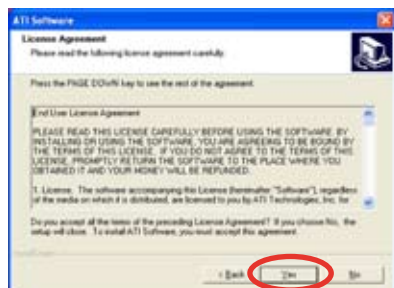 ATI Software
License Agreement
Please read the following license agreement carefully.
Press the PAGE DOWN key to see the rest of the agreement.
End User License Agreement
PLEASE READ THIS LICENSE CAREFULLY BEFORE USING THE SOFTWARE. BY
INSTALLING OR USING THE SOFTWARE, YOU ARE AGREEING TO BE BOUND BY
THE TERMS OF THIS LICENSE. IF YOU DO NOT AGREE TO THE TERMS OF THIS
LICENSE, PROMPTLY RETURN THE SOFTWARE TO THE PLACE WHERE YOU
OBTAINED IT AND YOUR MONEY WILL BE REFUNDED.
1. License. The software accompanying this License (hereinafter "Software"), regardless
of the media on which it is distributed, are licensed to you by ATI Technologies, Inc. for
Do you accept all the terms of the preceding License Agreement? If you choose No, the
setup will close. To install ATI Software, you must accept this agreement.
< Back
Yes
No